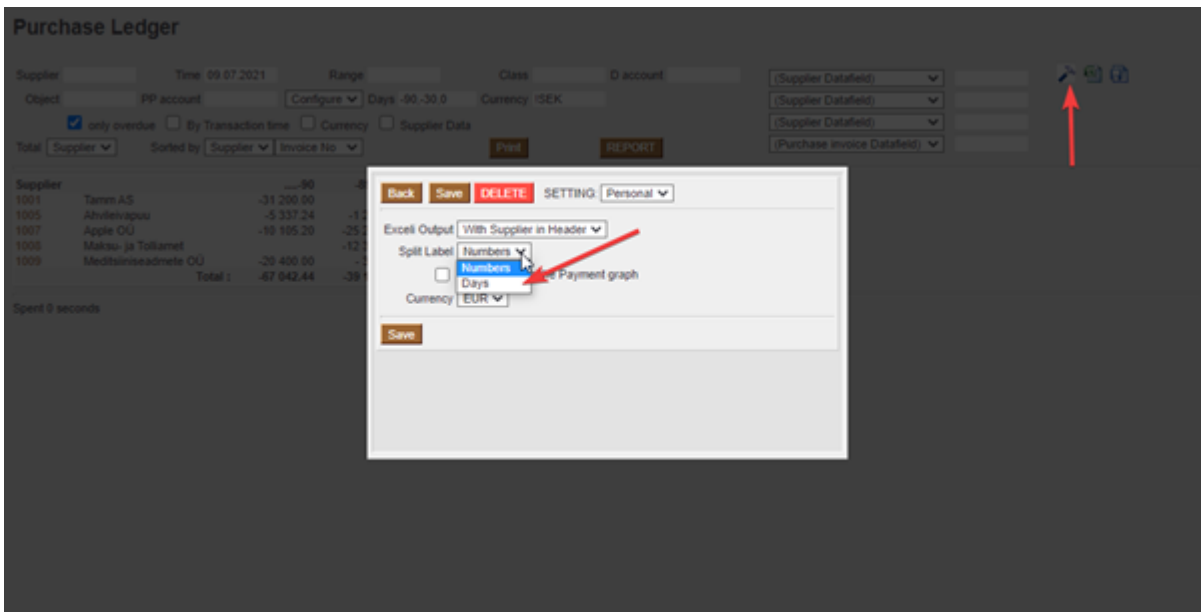 Purchase Ledger
Supplier Time 09.07.2021 Range Class D account (Supplier Datafield)
Object PP account Configure Days -90,-30,0 Currency ISEK (Supplier Datafield)
only overdue By Transaction time Currency Supplier Data (Supplier Datafield)
Total Supplier Sorted by Supplier Invoice No Print REPORT (Purchase invoice Datafield)
Supplier ....-90
1001 Tamm AS -31 200.00
1005 Ahvileivapuu -5 337.24
1007 Apple OÜ -10 105.20
1008 Maksu- ja Tolliamet
1009 Meditsiiniseadmete OÜ -20 400.00
Total : -67 042.44
Spent 0 seconds
Back Save DELETE SETTING: Personal
Exceli Output With Supplier in Header
Split Label Numbers
Numbers
Days
Payment graph
Currency EUR
Save